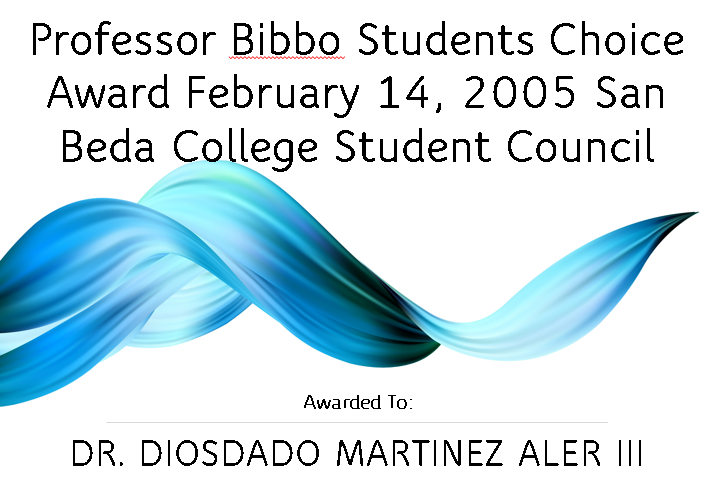 Professor Bibbo Students Choice
Award February 14, 2005 San
Beda College Student Council
Awarded To:
DR. DIOSDADO MARTINEZ ALER III